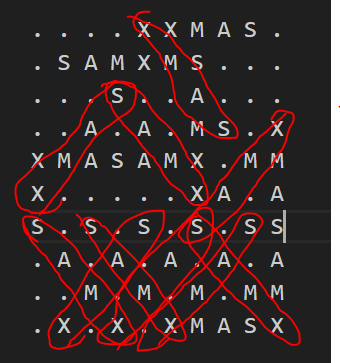 . . . . X X M A S .
. S A M X M S . . .
. . . S . . A . . .
. . A . A . M S . X
X M A S A M X . M M
X . . . . . X A . A
S . S . S . S . S S
. A . A . A . A . A
. . M . M . M . M M
. X . X . X M A S X